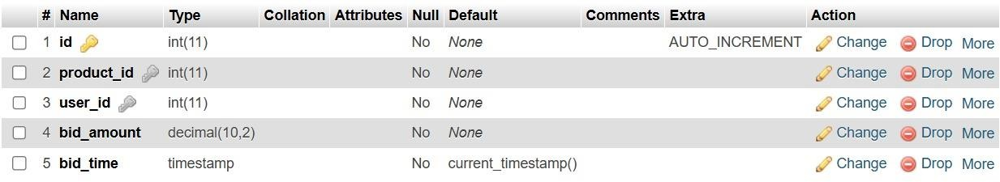 # Name Type Collation Attributes Null Default Comments Extra Action
1 id int(11) No None AUTO_INCREMENT Change Drop More
2 product_id int(11) No None Change Drop More
3 user_id int(11) No None Change Drop More
4 bid_amount decimal(10,2) No None Change Drop More
5 bid_time timestamp No current_timestamp() Change Drop More